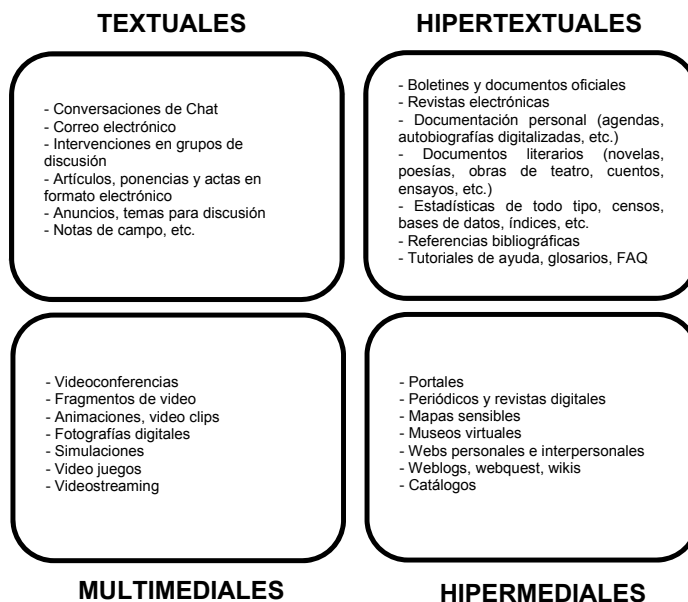 TEXTUALES
- Conversaciones de Chat
- Correo electrónico
- Intervenciones en grupos de
discusión
- Artículos, ponencias y actas en
formato electrónico
- Anuncios, temas para discusión
- Notas de campo, etc.
HIPERTEXTUALES
- Boletines y documentos oficiales
- Revistas electrónicas
- Documentación personal (agendas,
autobiografías digitalizadas, etc.)
- Documentos literarios (novelas,
poesías, obras de teatro, cuentos,
ensayos, etc.)
- Estadísticas de todo tipo, censos,
bases de datos, índices, etc.
- Referencias bibliográficas
- Tutoriales de ayuda, glosarios, FAQ
- Videoconferencias
- Fragmentos de video
- Animaciones, video clips
- Fotografías digitales
- Simulaciones
- Video juegos
- Videostreaming
MULTIMEDIALES
- Portales
- Periódicos y revistas digitales
- Mapas sensibles
- Museos virtuales
- Webs personales e interpersonales
- Weblogs, webquest, wikis
- Catálogos
HIPERMEDIALES